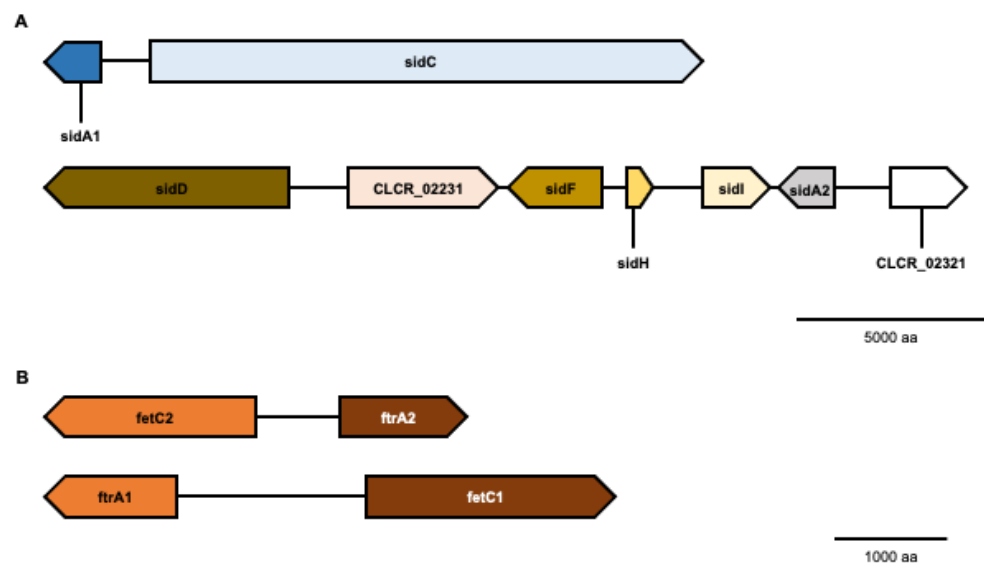 A
sidC
sidA1
sidD
CLCR_02231
sidF
sidI
sidA2
sidH
CLCR_02321
5000 aa
B
fetC2
ftrA2
ftrA1
fetC1
1000 aa